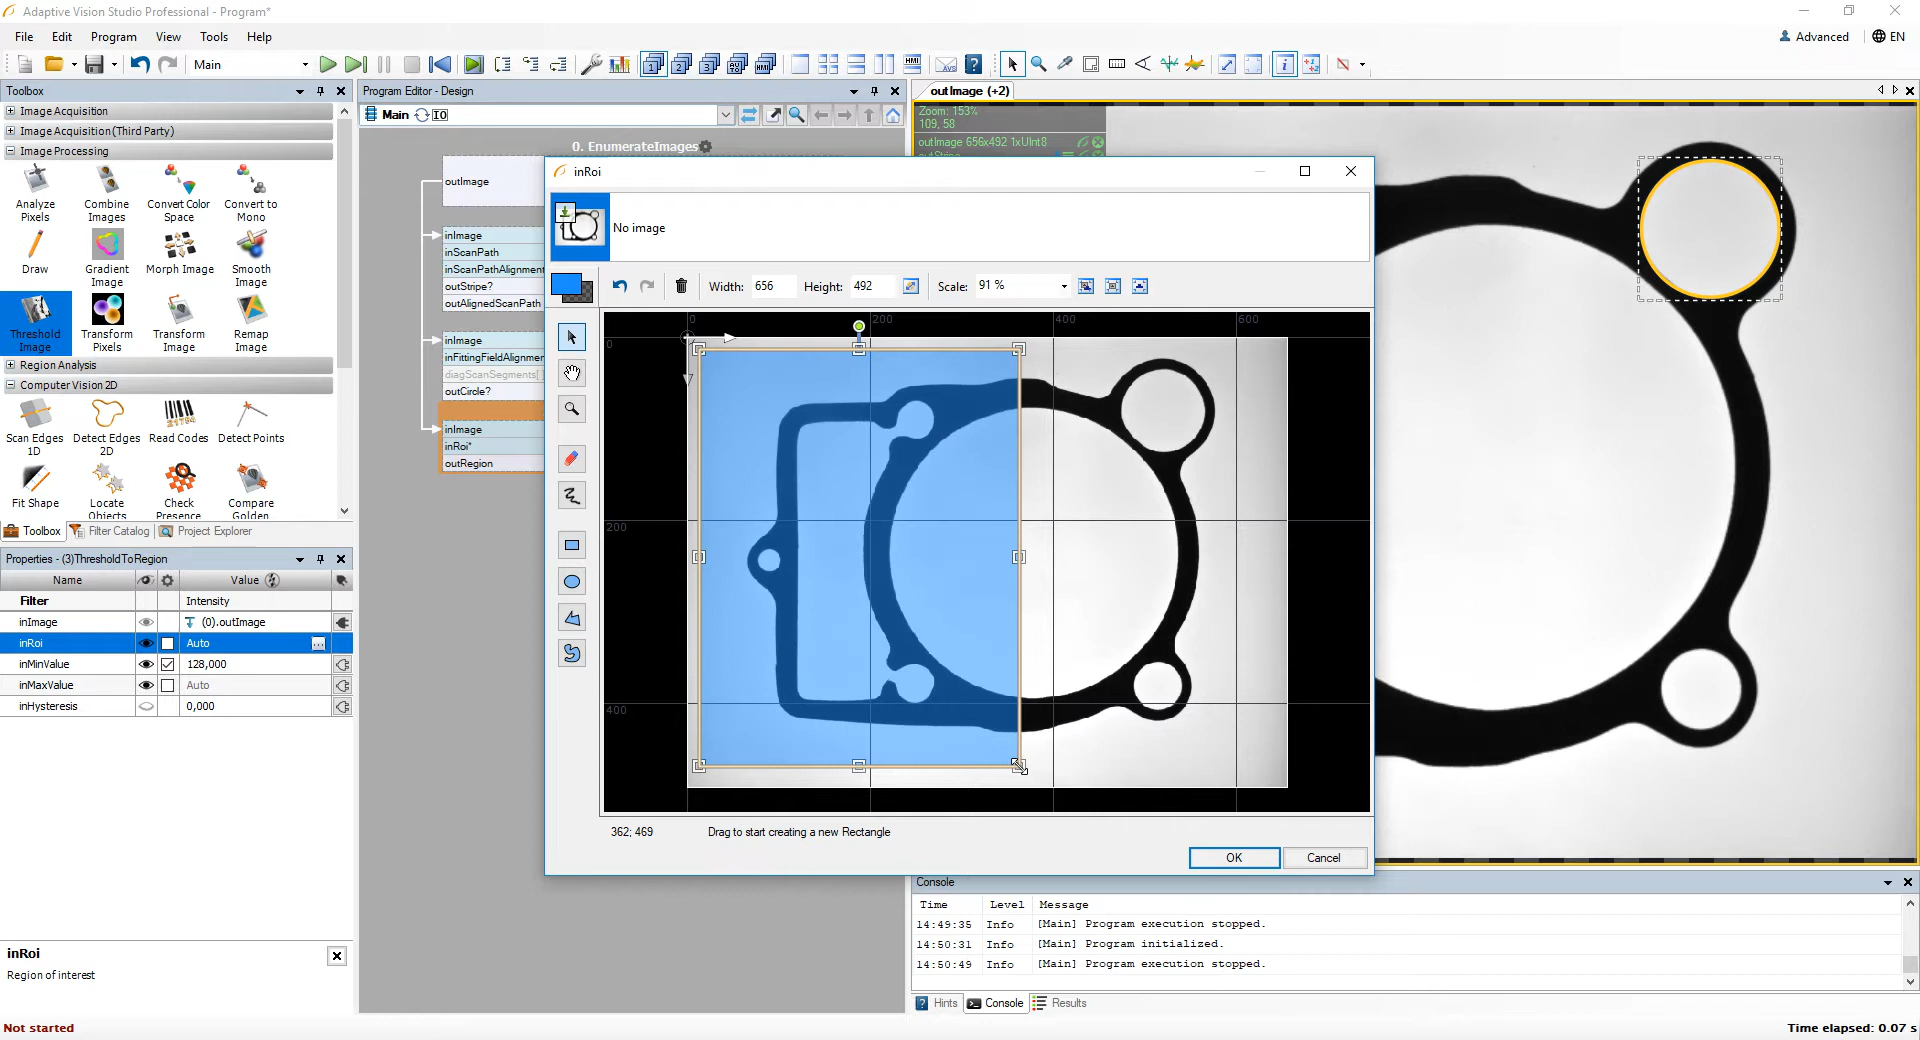 Adaptive Vision Studio Professional - Program*
File Edit Program View Tools Help
Advanced EN
Main
Toolbox
Image Acquisition
Image Acquisition (Third Party)
Image Processing
Analyze Pixels
Combine Images
Convert Color Space
Convert to Mono
Draw
Gradient Image
Morph Image
Smooth Image
Threshold Image
Transform Pixels
Transform Image
Remap Image
Region Analysis
Computer Vision 2D
Scan Edges 1D
Detect Edges 2D
Read Codes
Detect Points
Fit Shape
Locate Objects
Check Presence
Compare Golden
Toolbox Filter Catalog Project Explorer
Properties - (3)ThresholdToRegion
Name Value
Filter Intensity
inImage (0).outImage
inRoi Auto ...
inMinValue 128,000
inMaxValue Auto
inHysteresis 0,000
inRoi
Region of interest
Not started
Program Editor - Design
Main IO
0. EnumerateImages
outImage
inImage
inScanPath
inScanPathAlignment
outStripe?
outAlignedScanPath
inImage
inFittingFieldAlignmen
diagScanSegments[ ]
outCircle?
inImage
inRoi*
outRegion
inRoi
No image
Width: 656 Height: 492 Scale: 91 %
0 200 400 600
0
200
400
362; 469 Drag to start creating a new Rectangle
OK Cancel
outImage (+2)
Zoom: 153%
109, 58
outImage 656x492 1xUInt8
Console
Time Level Message
14:49:35 Info [Main] Program execution stopped.
14:50:31 Info [Main] Program initialized.
14:50:49 Info [Main] Program execution stopped.
Hints Console Results
Time elapsed: 0.07 s